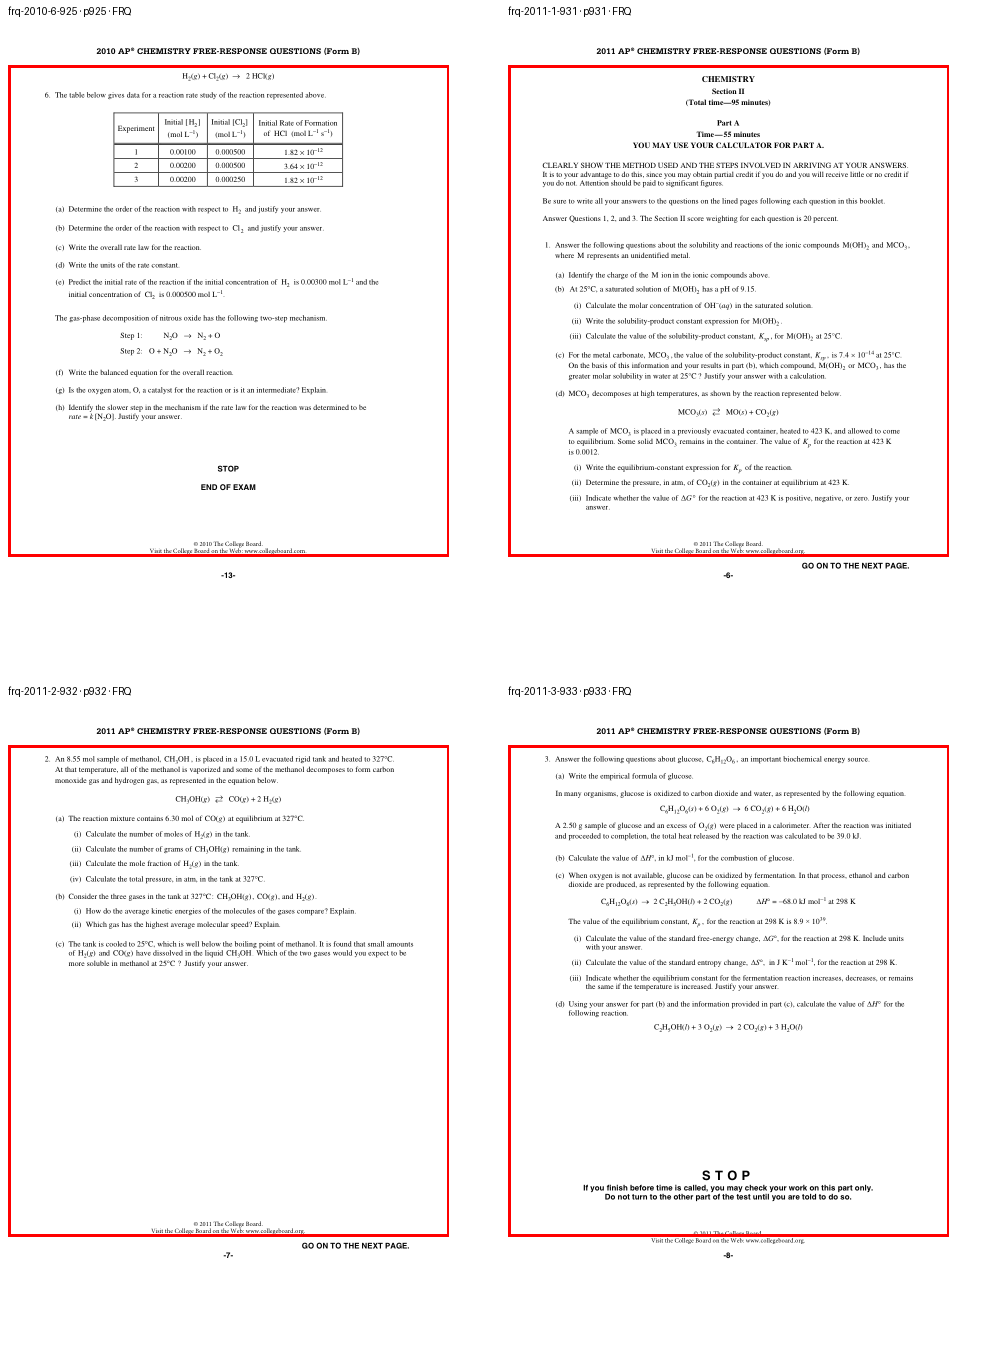 frq-2010-6-925 · p925 · FRQ
2010 AP® CHEMISTRY FREE-RESPONSE QUESTIONS (Form B)
H₂(g) + Cl₂(g) → 2 HCl(g)
6. The table below gives data for a reaction rate study of the reaction represented above.
Experiment | Initial [H₂] (mol L⁻¹) | Initial [Cl₂] (mol L⁻¹) | Initial Rate of Formation of HCl (mol L⁻¹ s⁻¹)
1 | 0.00100 | 0.000500 | 1.82 × 10⁻¹²
2 | 0.00200 | 0.000500 | 3.64 × 10⁻¹²
3 | 0.00200 | 0.000250 | 1.82 × 10⁻¹²
(a) Determine the order of the reaction with respect to H₂ and justify your answer.
(b) Determine the order of the reaction with respect to Cl₂ and justify your answer.
(c) Write the overall rate law for the reaction.
(d) Write the units of the rate constant.
(e) Predict the initial rate of the reaction if the initial concentration of H₂ is 0.00300 mol L⁻¹ and the
initial concentration of Cl₂ is 0.000500 mol L⁻¹.
The gas-phase decomposition of nitrous oxide has the following two-step mechanism.
Step 1: N₂O → N₂ + O
Step 2: O + N₂O → N₂ + O₂
(f) Write the balanced equation for the overall reaction.
(g) Is the oxygen atom, O, a catalyst for the reaction or is it an intermediate? Explain.
(h) Identify the slower step in the mechanism if the rate law for the reaction was determined to be
rate = k [N₂O]. Justify your answer.
STOP
END OF EXAM
© 2010 The College Board.
Visit the College Board on the Web: www.collegeboard.com.
-13-
frq-2011-1-931 · p931 · FRQ
2011 AP® CHEMISTRY FREE-RESPONSE QUESTIONS (Form B)
CHEMISTRY
Section II
(Total time—95 minutes)
Part A
Time—55 minutes
YOU MAY USE YOUR CALCULATOR FOR PART A.
CLEARLY SHOW THE METHOD USED AND THE STEPS INVOLVED IN ARRIVING AT YOUR ANSWERS.
It is to your advantage to do this, since you may obtain partial credit if you do and you will receive little or no credit if
you do not. Attention should be paid to significant figures.
Be sure to write all your answers to the questions on the lined pages following each question in this booklet.
Answer Questions 1, 2, and 3. The Section II score weighting for each question is 20 percent.
1. Answer the following questions about the solubility and reactions of the ionic compounds M(OH)₂ and MCO₃,
where M represents an unidentified metal.
(a) Identify the charge of the M ion in the ionic compounds above.
(b) At 25°C, a saturated solution of M(OH)₂ has a pH of 9.15.
(i) Calculate the molar concentration of OH⁻(aq) in the saturated solution.
(ii) Write the solubility-product constant expression for M(OH)₂.
(iii) Calculate the value of the solubility-product constant, Kₛₚ, for M(OH)₂ at 25°C.
(c) For the metal carbonate, MCO₃, the value of the solubility-product constant, Kₛₚ, is 7.4 × 10⁻¹⁴ at 25°C.
On the basis of this information and your results in part (b), which compound, M(OH)₂ or MCO₃, has the
greater molar solubility in water at 25°C ? Justify your answer with a calculation.
(d) MCO₃ decomposes at high temperatures, as shown by the reaction represented below.
MCO₃(s) ⇄ MO(s) + CO₂(g)
A sample of MCO₃ is placed in a previously evacuated container, heated to 423 K, and allowed to come
to equilibrium. Some solid MCO₃ remains in the container. The value of Kₚ for the reaction at 423 K
is 0.0012.
(i) Write the equilibrium-constant expression for Kₚ of the reaction.
(ii) Determine the pressure, in atm, of CO₂(g) in the container at equilibrium at 423 K.
(iii) Indicate whether the value of ΔG° for the reaction at 423 K is positive, negative, or zero. Justify your
answer.
© 2011 The College Board.
Visit the College Board on the Web: www.collegeboard.org.
GO ON TO THE NEXT PAGE.
-6-
frq-2011-2-932 · p932 · FRQ
2011 AP® CHEMISTRY FREE-RESPONSE QUESTIONS (Form B)
2. An 8.55 mol sample of methanol, CH₃OH, is placed in a 15.0 L evacuated rigid tank and heated to 327°C.
At that temperature, all of the methanol is vaporized and some of the methanol decomposes to form carbon
monoxide gas and hydrogen gas, as represented in the equation below.
CH₃OH(g) ⇄ CO(g) + 2 H₂(g)
(a) The reaction mixture contains 6.30 mol of CO(g) at equilibrium at 327°C.
(i) Calculate the number of moles of H₂(g) in the tank.
(ii) Calculate the number of grams of CH₃OH(g) remaining in the tank.
(iii) Calculate the mole fraction of H₂(g) in the tank.
(iv) Calculate the total pressure, in atm, in the tank at 327°C.
(b) Consider the three gases in the tank at 327°C: CH₃OH(g), CO(g), and H₂(g).
(i) How do the average kinetic energies of the molecules of the gases compare? Explain.
(ii) Which gas has the highest average molecular speed? Explain.
(c) The tank is cooled to 25°C, which is well below the boiling point of methanol. It is found that small amounts
of H₂(g) and CO(g) have dissolved in the liquid CH₃OH. Which of the two gases would you expect to be
more soluble in methanol at 25°C ? Justify your answer.
© 2011 The College Board.
Visit the College Board on the Web: www.collegeboard.org.
GO ON TO THE NEXT PAGE.
-7-
frq-2011-3-933 · p933 · FRQ
2011 AP® CHEMISTRY FREE-RESPONSE QUESTIONS (Form B)
3. Answer the following questions about glucose, C₆H₁₂O₆, an important biochemical energy source.
(a) Write the empirical formula of glucose.
In many organisms, glucose is oxidized to carbon dioxide and water, as represented by the following equation.
C₆H₁₂O₆(s) + 6 O₂(g) → 6 CO₂(g) + 6 H₂O(l)
A 2.50 g sample of glucose and an excess of O₂(g) were placed in a calorimeter. After the reaction was initiated
and proceeded to completion, the total heat released by the reaction was calculated to be 39.0 kJ.
(b) Calculate the value of ΔH°, in kJ mol⁻¹, for the combustion of glucose.
(c) When oxygen is not available, glucose can be oxidized by fermentation. In that process, ethanol and carbon
dioxide are produced, as represented by the following equation.
C₆H₁₂O₆(s) → 2 C₂H₅OH(l) + 2 CO₂(g) ΔH° = −68.0 kJ mol⁻¹ at 298 K
The value of the equilibrium constant, Kₚ, for the reaction at 298 K is 8.9 × 10³⁹.
(i) Calculate the value of the standard free-energy change, ΔG°, for the reaction at 298 K. Include units
with your answer.
(ii) Calculate the value of the standard entropy change, ΔS°, in J K⁻¹ mol⁻¹, for the reaction at 298 K.
(iii) Indicate whether the equilibrium constant for the fermentation reaction increases, decreases, or remains
the same if the temperature is increased. Justify your answer.
(d) Using your answer for part (b) and the information provided in part (c), calculate the value of ΔH° for the
following reaction.
C₂H₅OH(l) + 3 O₂(g) → 2 CO₂(g) + 3 H₂O(l)
STOP
If you finish before time is called, you may check your work on this part only.
Do not turn to the other part of the test until you are told to do so.
© 2011 The College Board.
Visit the College Board on the Web: www.collegeboard.org.
-8-